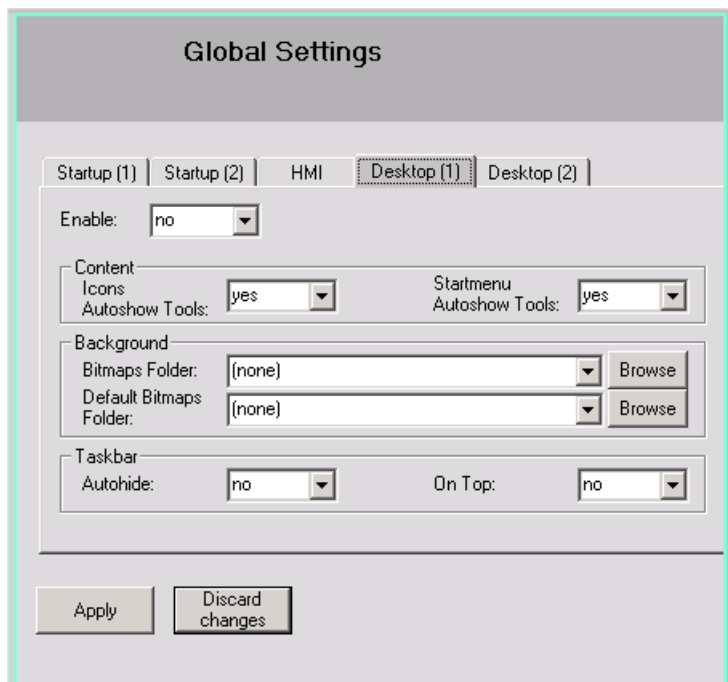 Global Settings
Startup (1) Startup (2) HMI Desktop (1) Desktop (2)
Enable: no
Content
Icons
Autoshow Tools: yes
Startmenu
Autoshow Tools: yes
Background
Bitmaps Folder: (none) Browse
Default Bitmaps
Folder: (none) Browse
Taskbar
Autohide: no On Top: no
Apply
Discard
changes